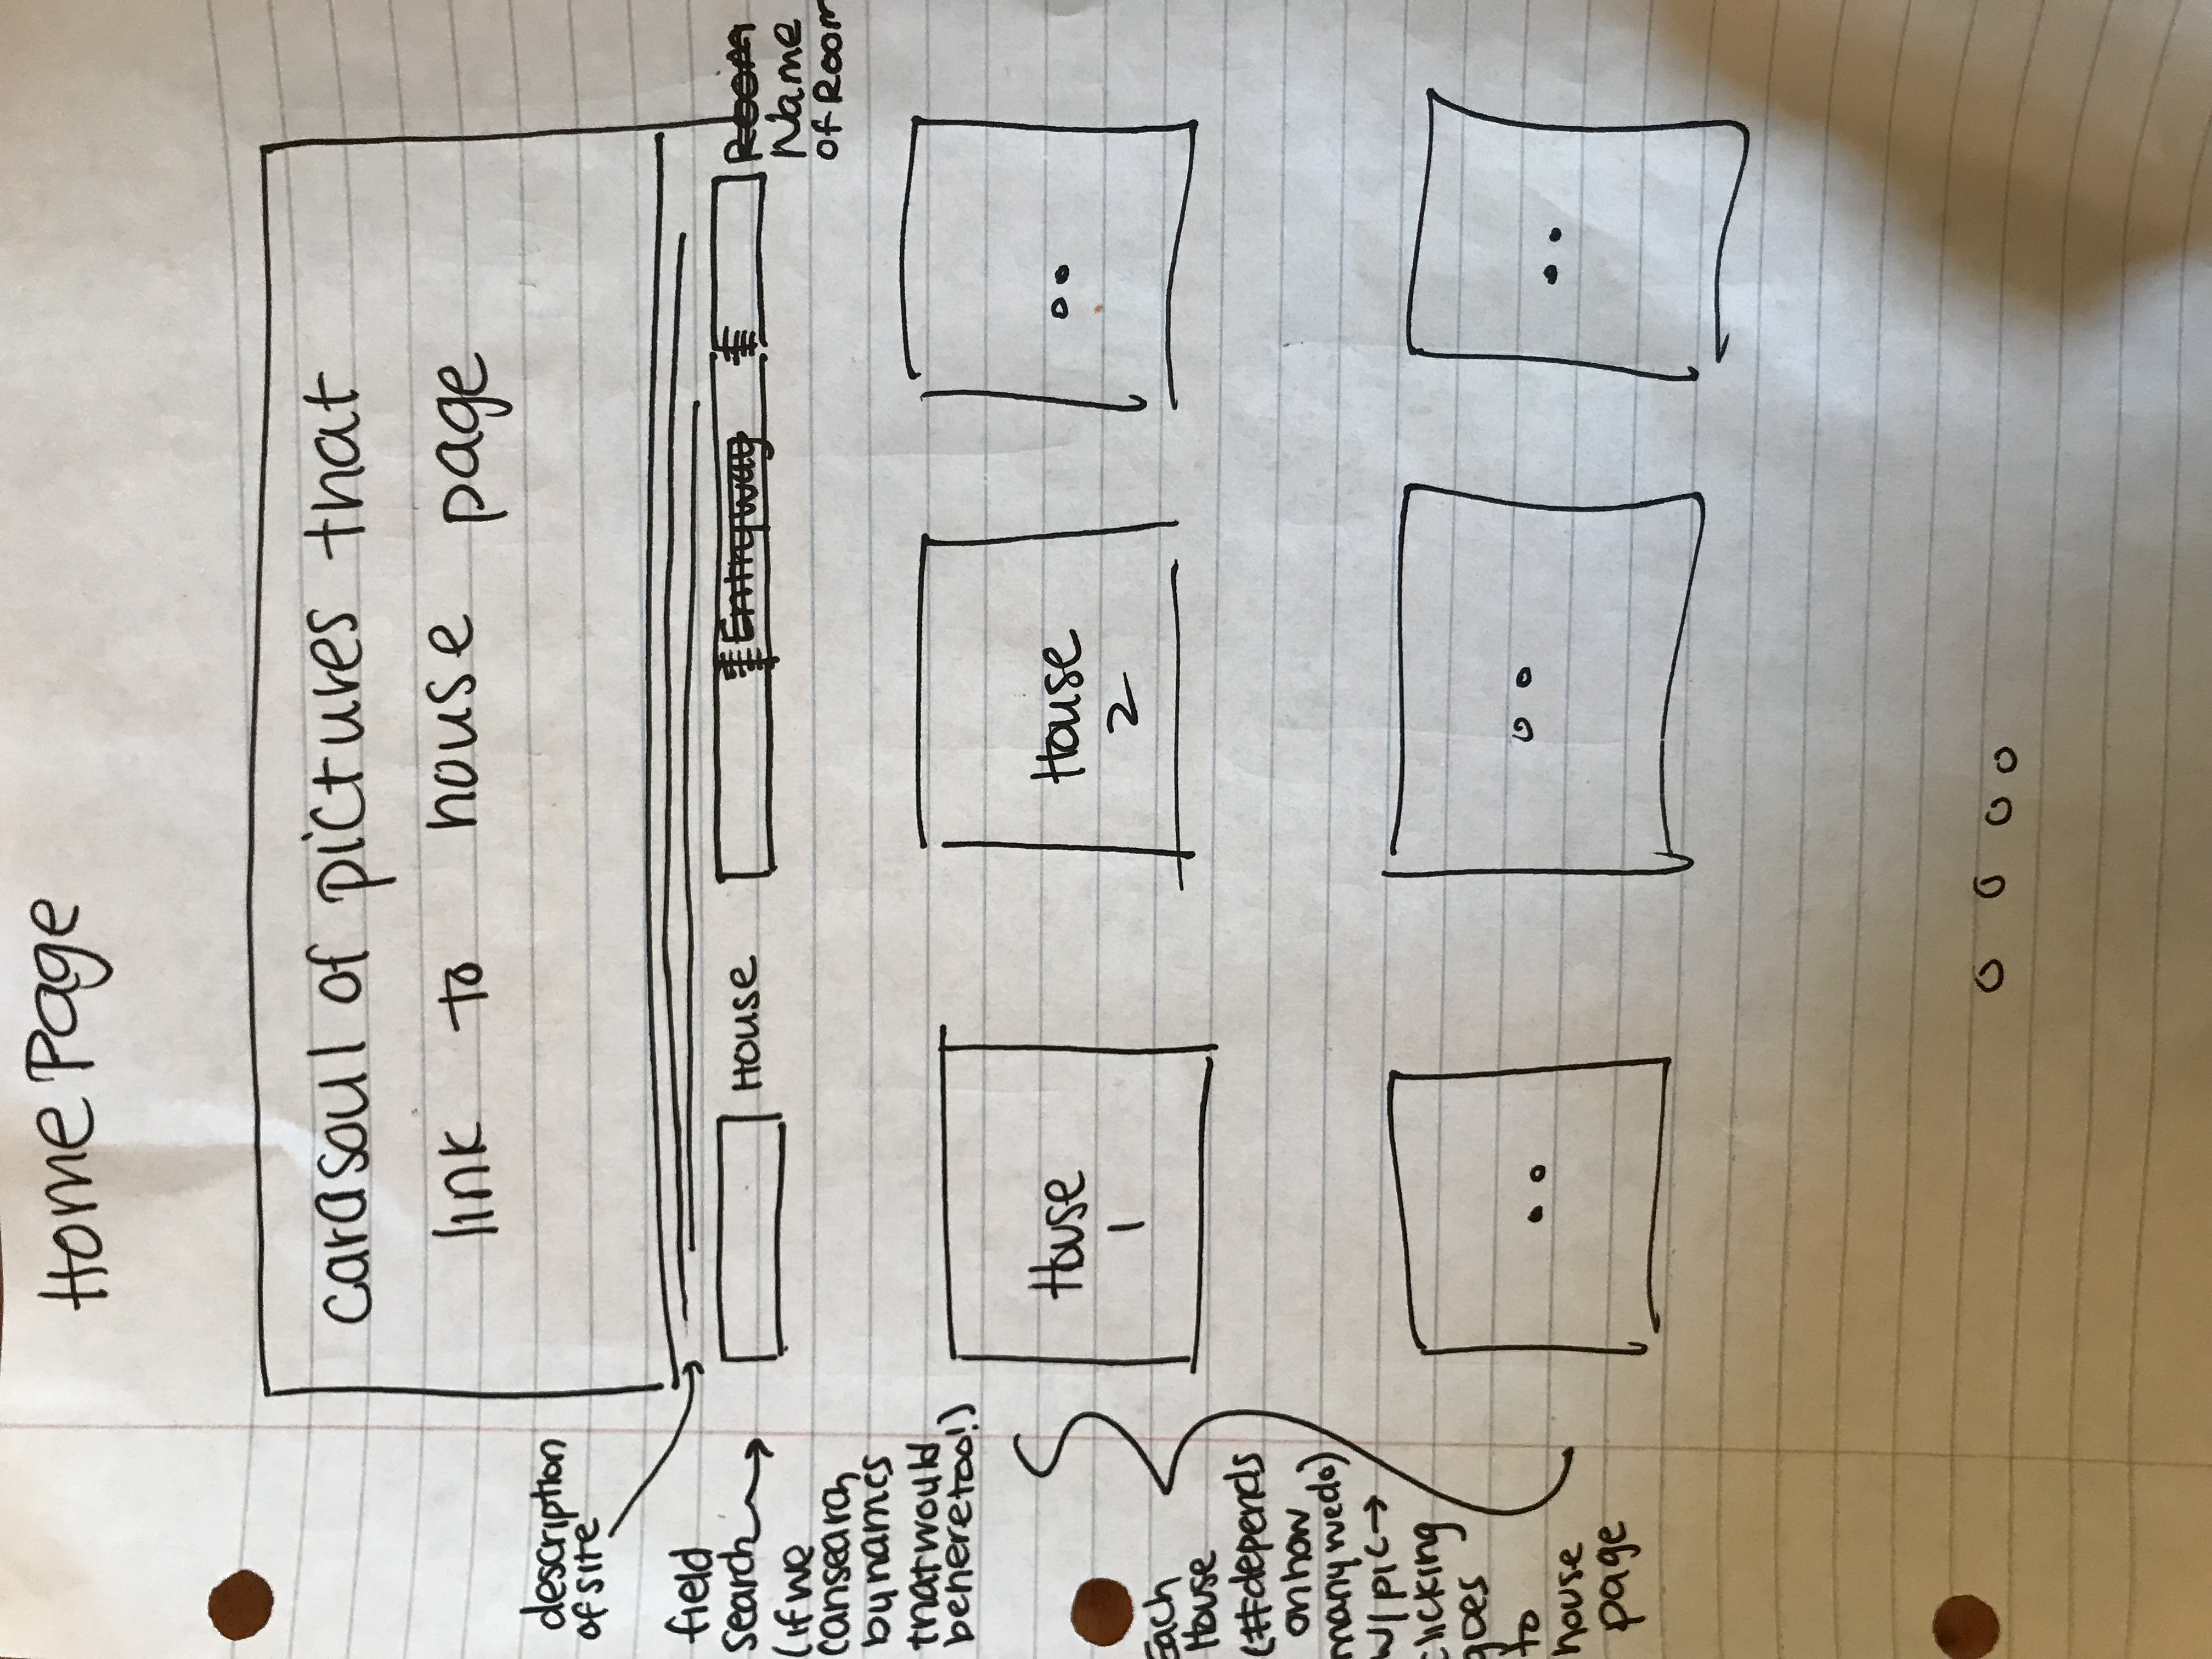 Home Page
carasoul of pictures that
link to house page
description
of site
field
search
(if we
can search
by names
that would
be here too!)
House
Entryway
Room
Name
of Room
House
1
House
2
Each
House
(# depends
on how
many we do)
w/ pic →
clicking
goes
to
house
page